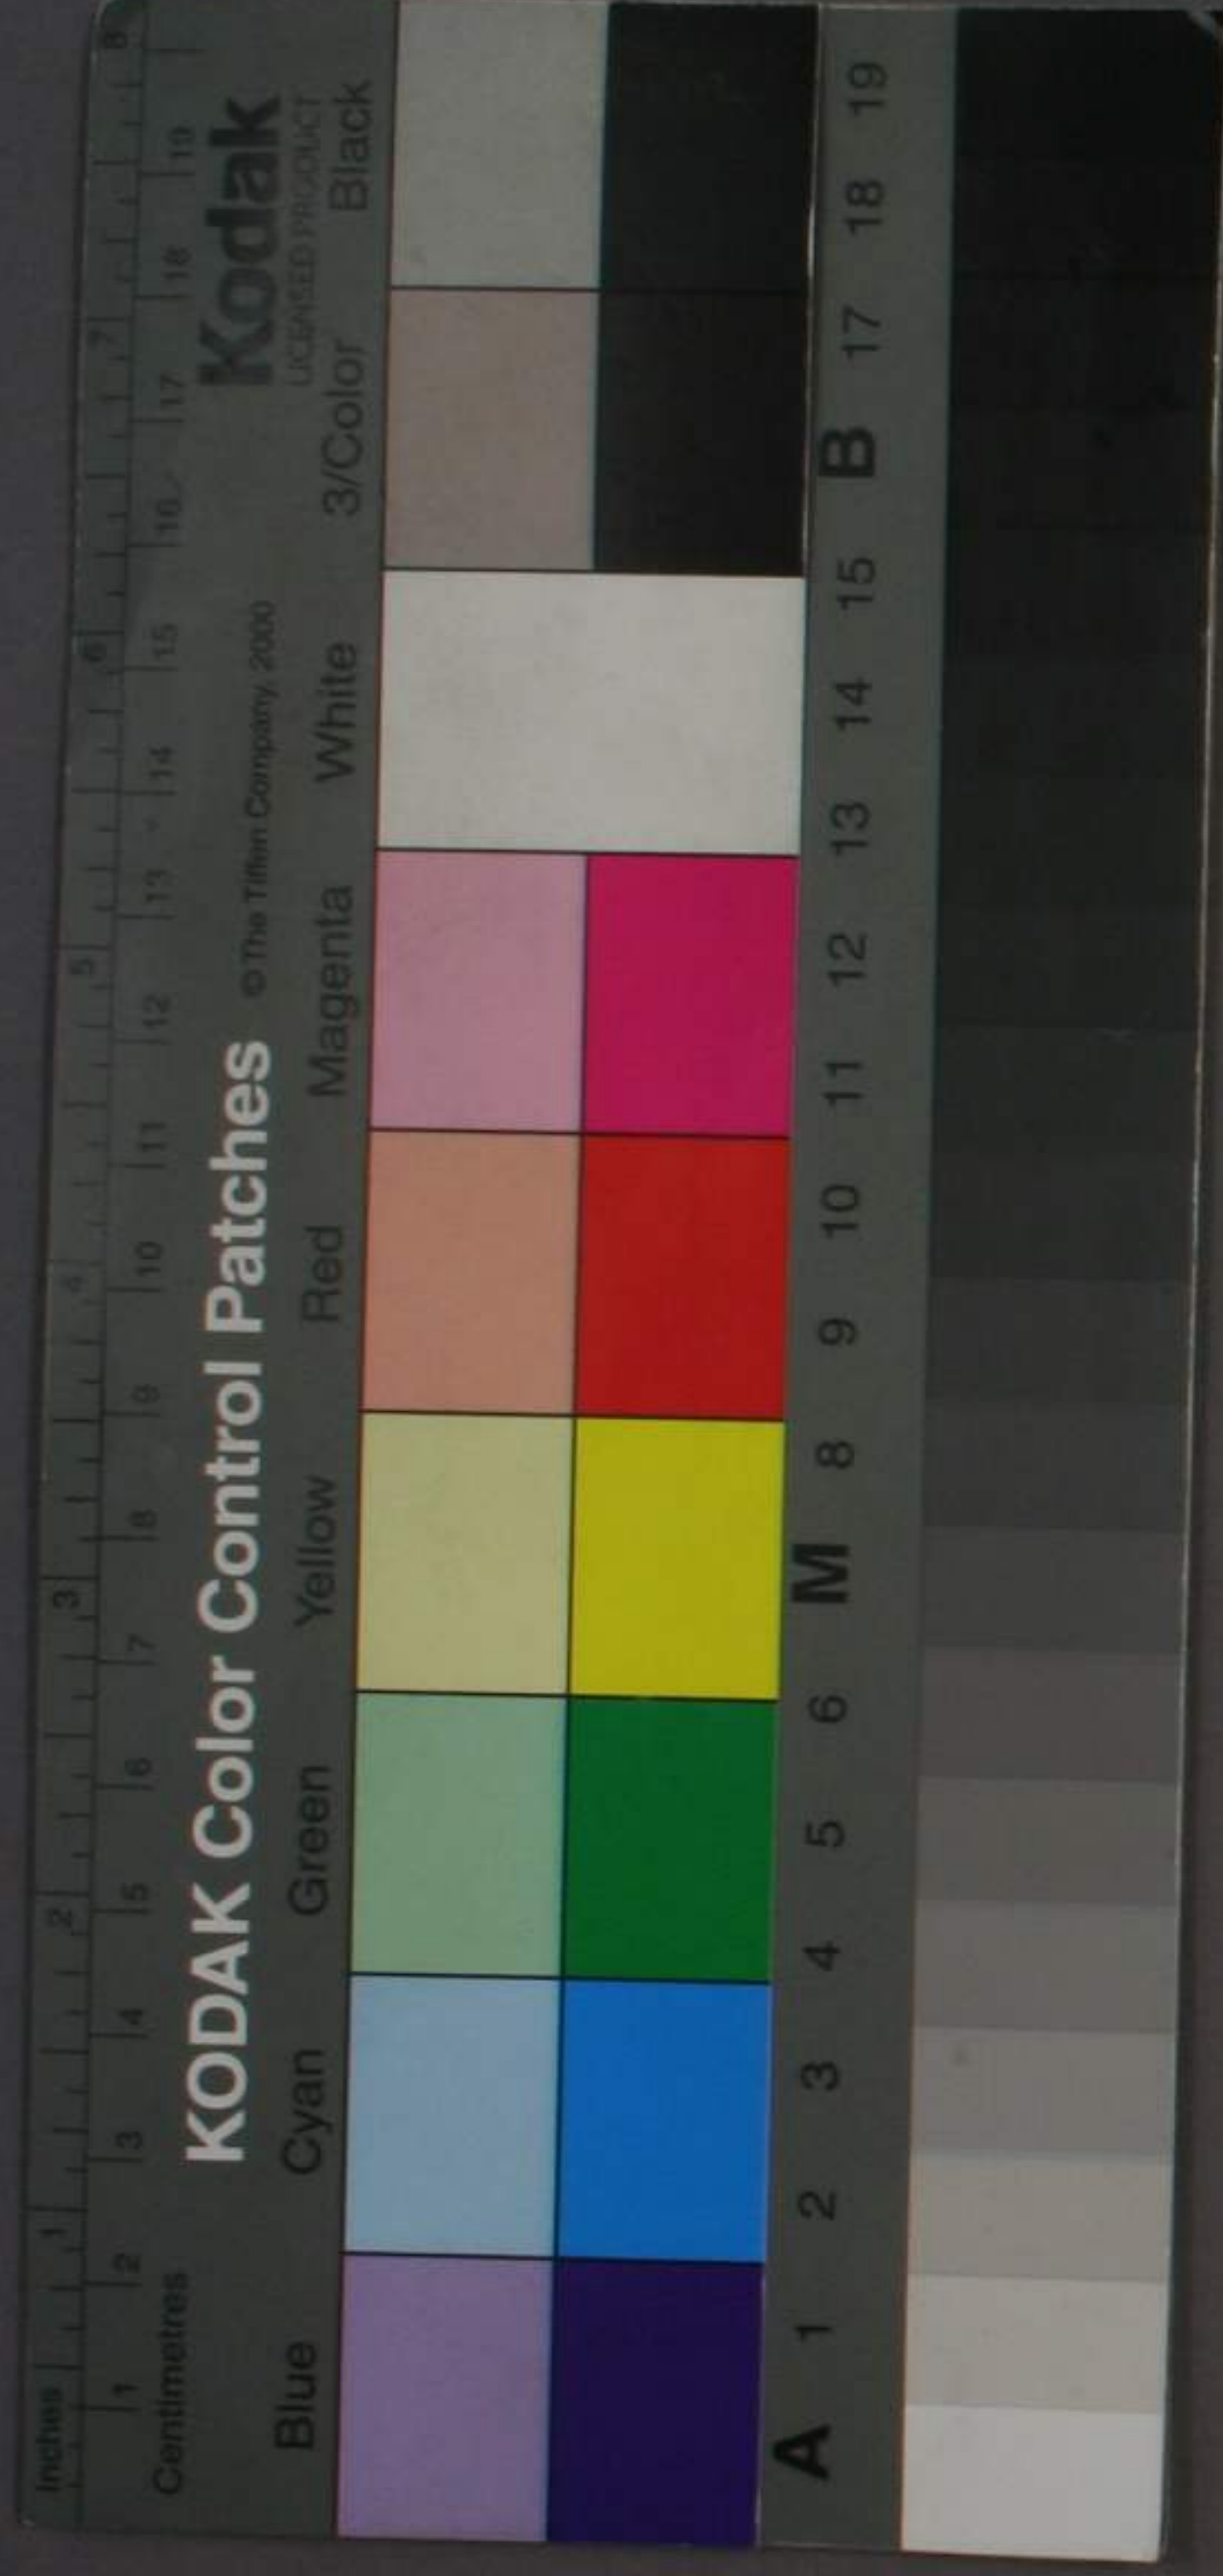 Inches 1 2 3 4 5 6 7 8
Centimetres 1 2 3 4 5 6 7 8 9 10 11 12 13 14 15 16 17 18 19
KODAK Color Control Patches © The Tiffen Company, 2000 Kodak
LICENSED PRODUCT
Blue Cyan Green Yellow Red Magenta White 3/Color Black
A 1 2 3 4 5 6 M 8 9 10 11 12 13 14 15 B 17 18 19